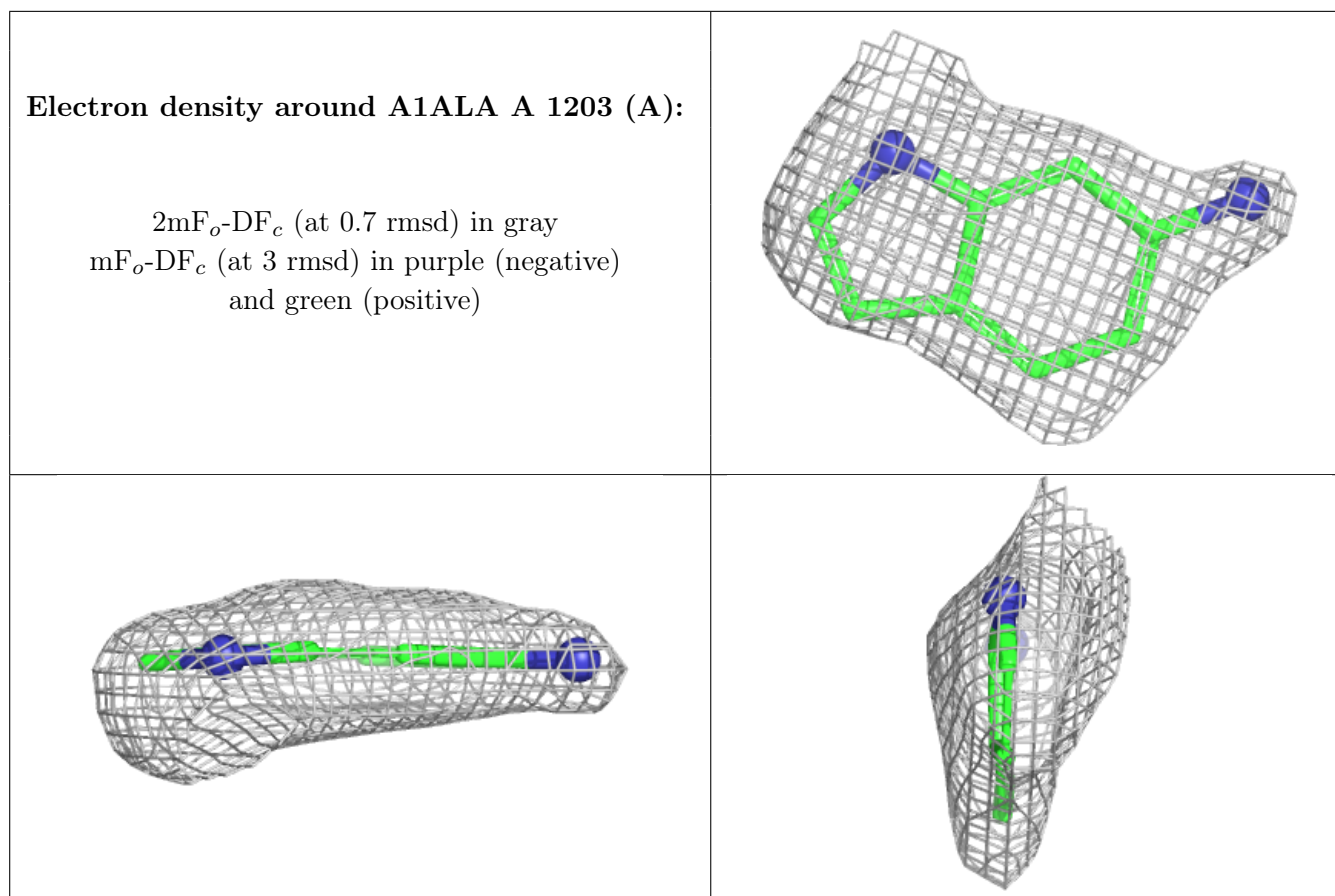 Electron density around A1ALA A 1203 (A):
2mFo-DFc (at 0.7 rmsd) in gray
mFo-DFc (at 3 rmsd) in purple (negative)
and green (positive)